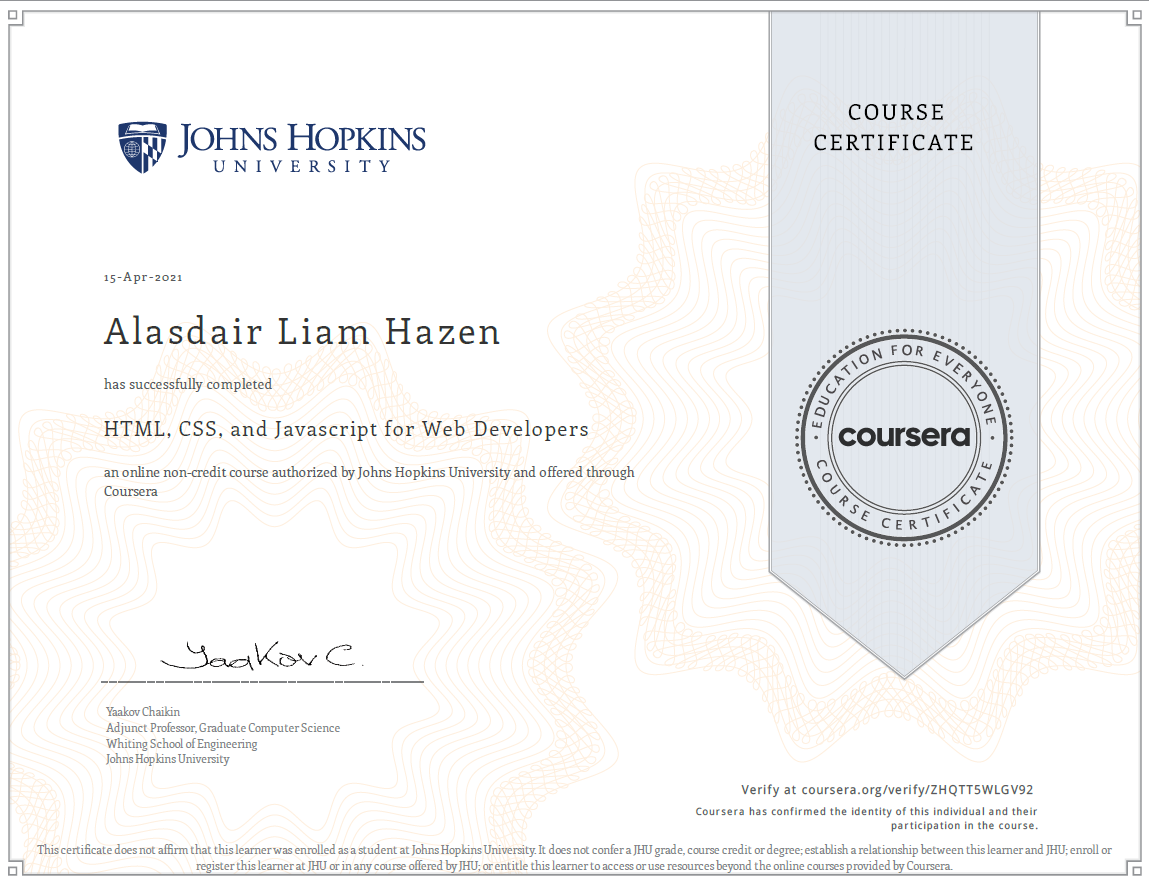 COURSE
CERTIFICATE
JOHNS HOPKINS
UNIVERSITY
15-Apr-2021
Alasdair Liam Hazen
has successfully completed
HTML, CSS, and Javascript for Web Developers
an online non-credit course authorized by Johns Hopkins University and offered through
Coursera
EDUCATION FOR EVERYONE
coursera
COURSE CERTIFICATE
Yaakov C.
Yaakov Chaikin
Adjunct Professor, Graduate Computer Science
Whiting School of Engineering
Johns Hopkins University
Verify at coursera.org/verify/ZHQTT5WLGV92
Coursera has confirmed the identity of this individual and their
participation in the course.
This certificate does not affirm that this learner was enrolled as a student at Johns Hopkins University. It does not confer a JHU grade, course credit or degree; establish a relationship between this learner and JHU; enroll or
register this learner at JHU or in any course offered by JHU; or entitle this learner to access or use resources beyond the online courses provided by Coursera.